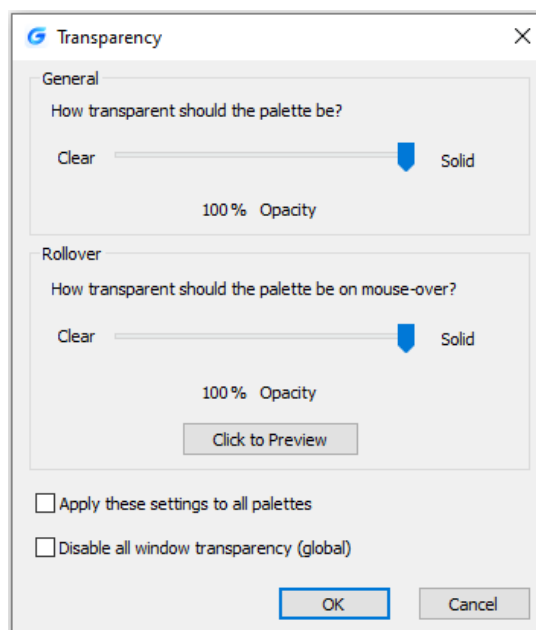 Transparency
General
How transparent should the palette be?
Clear
Solid
100 % Opacity
Rollover
How transparent should the palette be on mouse-over?
Clear
Solid
100 % Opacity
Click to Preview
Apply these settings to all palettes
Disable all window transparency (global)
OK
Cancel